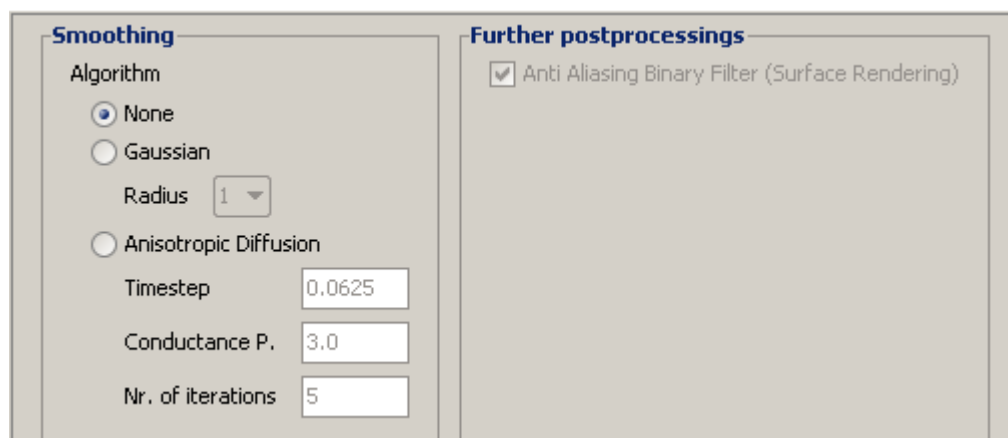 Smoothing
Algorithm
None
Gaussian
Radius 1
Anisotropic Diffusion
Timestep 0.0625
Conductance P. 3.0
Nr. of iterations 5
Further postprocessings
Anti Aliasing Binary Filter (Surface Rendering)